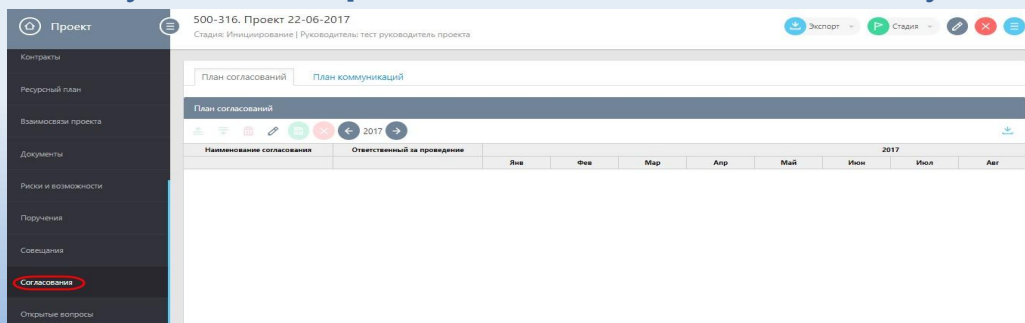 Проект
500-316. Проект 22-06-2017
Стадия: Инициирование | Руководитель: тест руководитель проекта
Экспорт
Стадия
Контракты
Ресурсный план
Взаимосвязи проекта
Документы
Риски и возможности
Поручения
Совещания
Согласования
Открытые вопросы
План согласований План коммуникаций
План согласований
2017
Наименование согласования Ответственный за проведение 2017
Янв Фев Мар Апр Май Июн Июл Авг